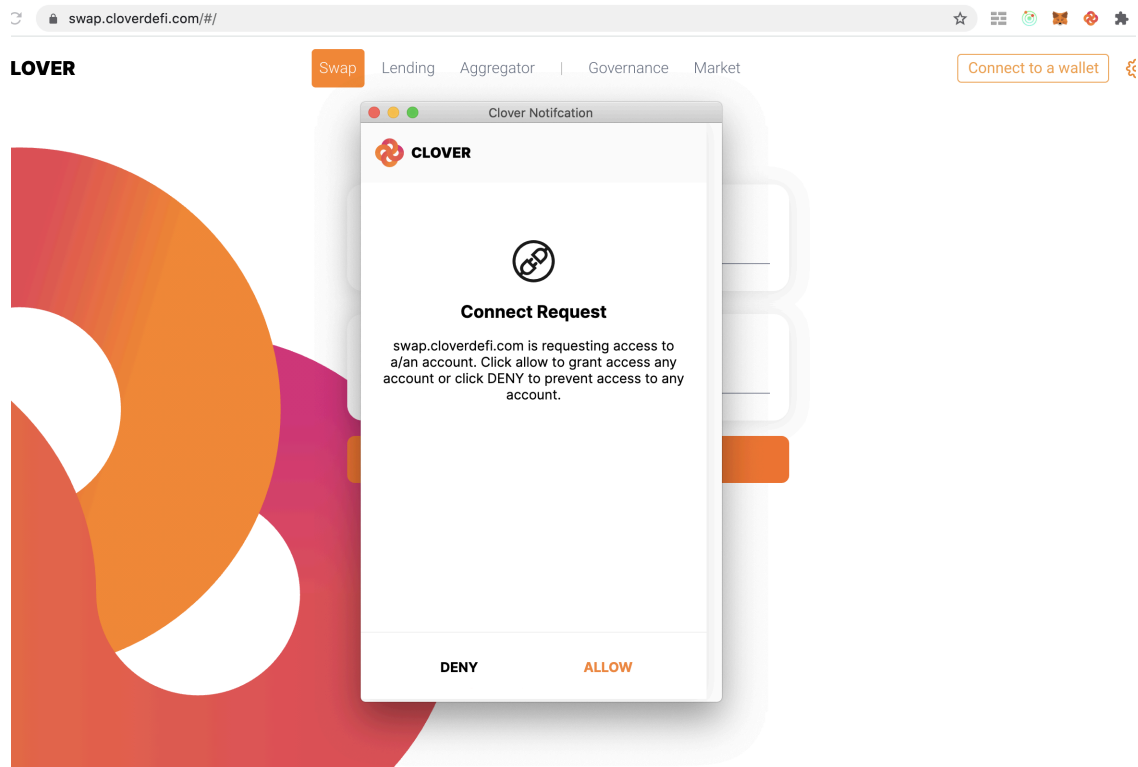 swap.cloverdefi.com/#/
LOVER
Swap Lending Aggregator | Governance Market
Connect to a wallet
Clover Notifcation
CLOVER
Connect Request
swap.cloverdefi.com is requesting access to
a/an account. Click allow to grant access any
account or click DENY to prevent access to any
account.
DENY ALLOW